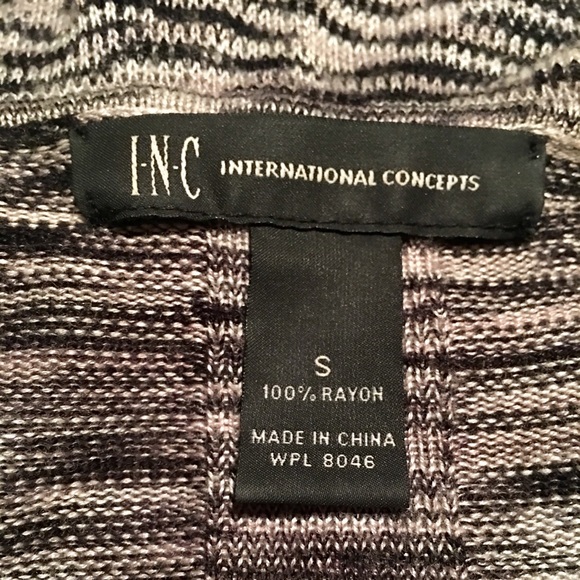 I-N-C INTERNATIONAL CONCEPTS
S
100% RAYON
MADE IN CHINA
WPL 8046